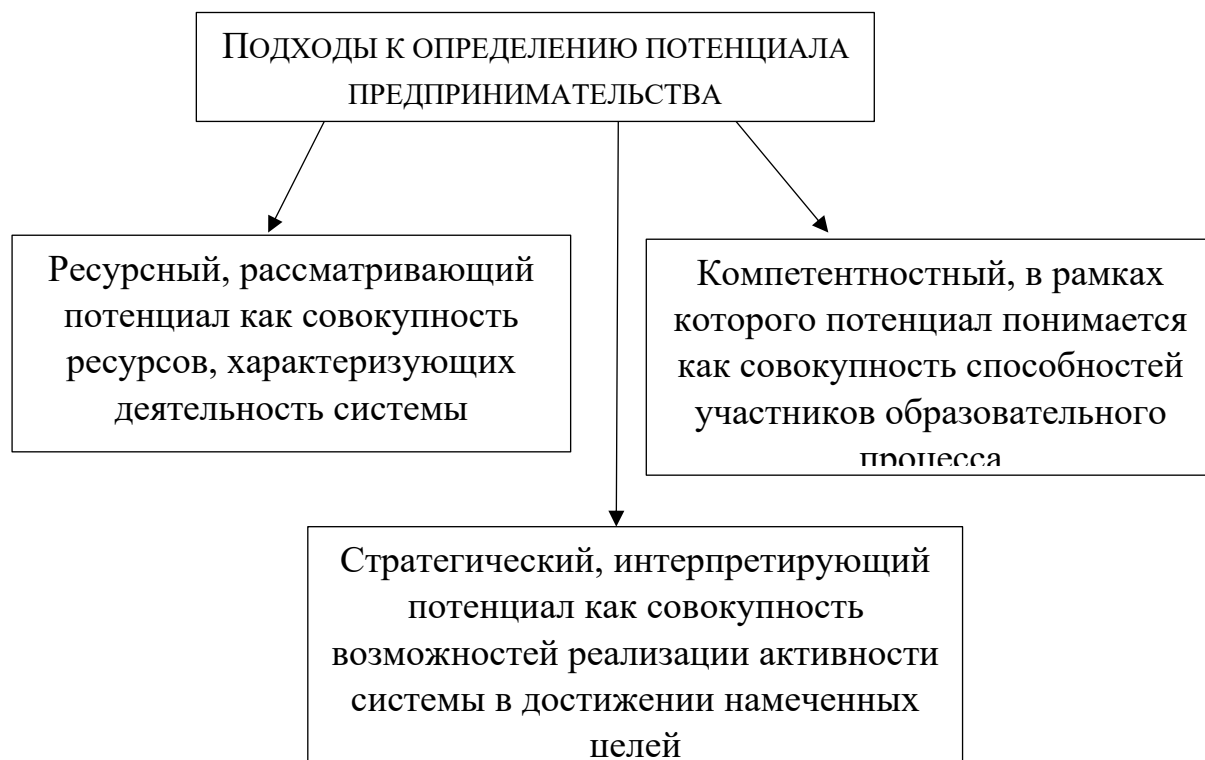 ПОДХОДЫ К ОПРЕДЕЛЕНИЮ ПОТЕНЦИАЛА
ПРЕДПРИНИМАТЕЛЬСТВА
Ресурсный, рассматривающий
потенциал как совокупность
ресурсов, характеризующих
деятельность системы
Компетентностный, в рамках
которого потенциал понимается
как совокупность способностей
участников образовательного
процесса
Стратегический, интерпретирующий
потенциал как совокупность
возможностей реализации активности
системы в достижении намеченных
целей